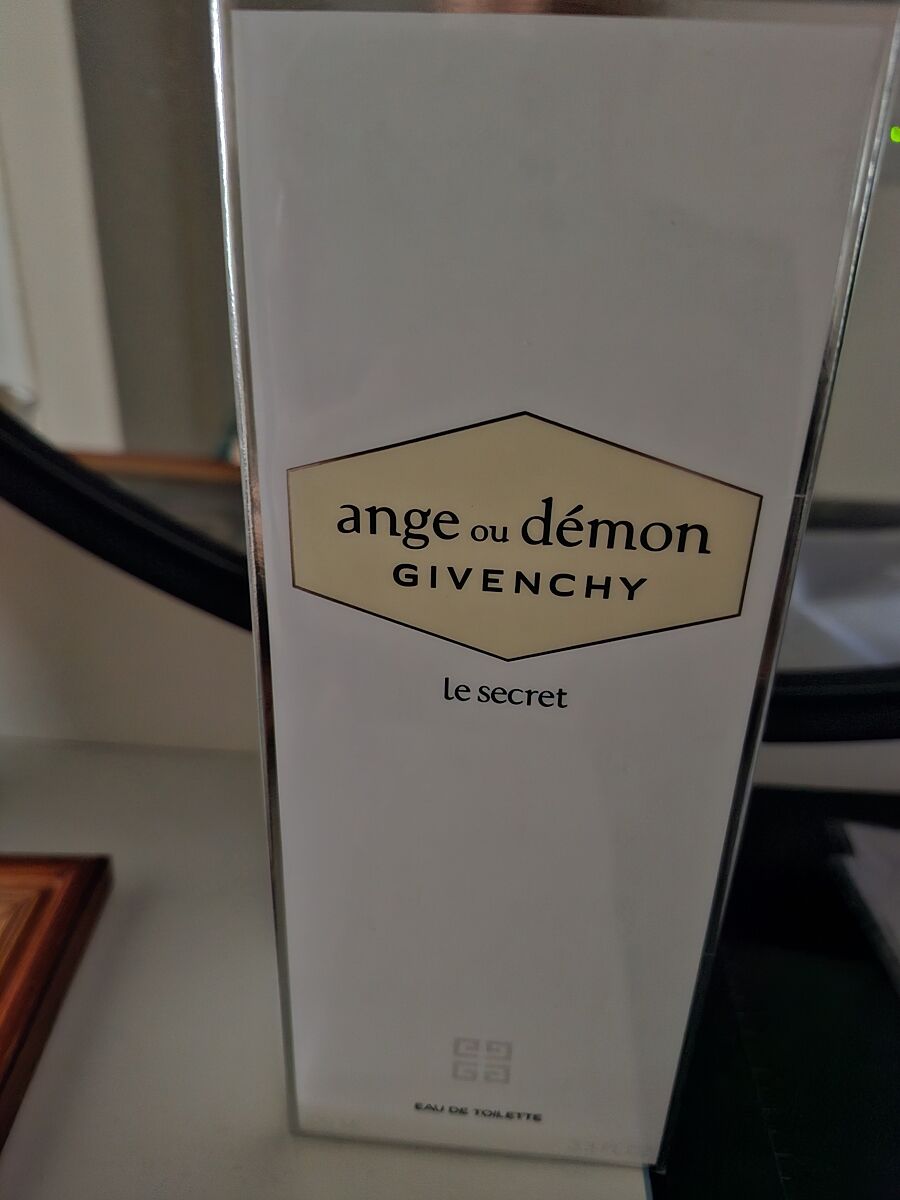 ange ou démon
GIVENCHY
le secret
EAU DE TOILETTE